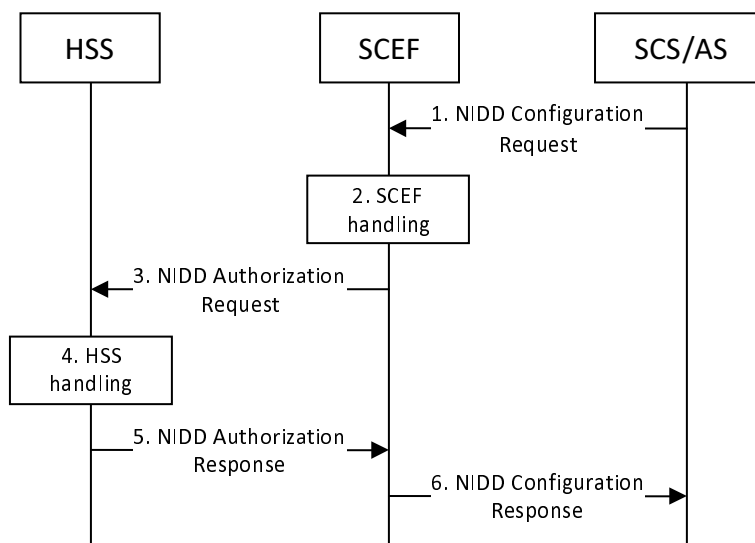 HSS
SCEF
SCS/AS
1. NIDD Configuration
Request
2. SCEF
handling
3. NIDD Authorization
Request
4. HSS
handling
5. NIDD Authorization
Response
6. NIDD Configuration
Response